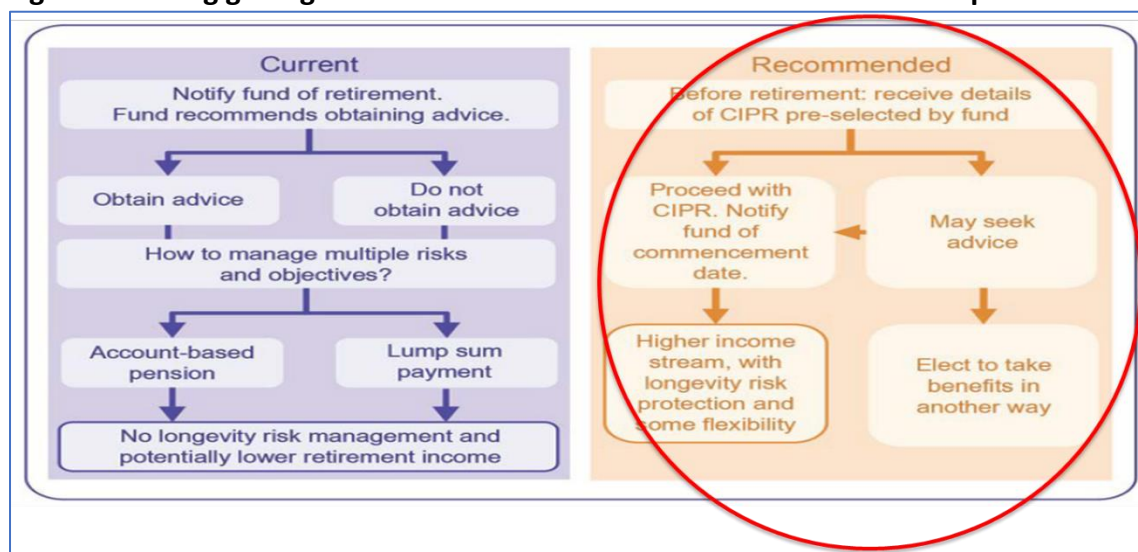 Current
Notify fund of retirement.
Fund recommends obtaining advice.
Obtain advice
Do not
obtain advice
How to manage multiple risks
and objectives?
Account-based
pension
Lump sum
payment
No longevity risk management and
potentially lower retirement income
Recommended
Before retirement: receive details
of CIPR pre-selected by fund
Proceed with
CIPR. Notify
fund of
commencement
date.
May seek
advice
Higher income
stream, with
longevity risk
protection and
some flexibility
Elect to take
benefits in
another way